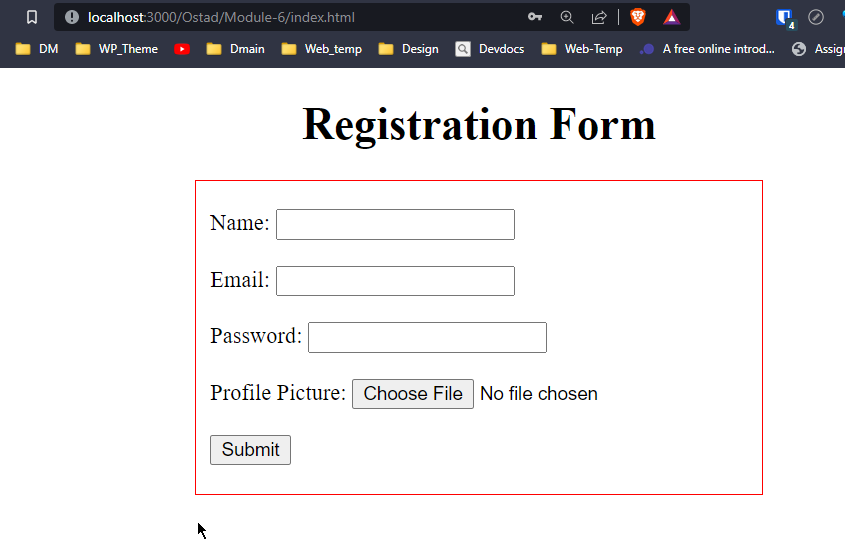 localhost:3000/Ostad/Module-6/index.html
4
DM WP_Theme Dmain Web_temp Design Devdocs Web-Temp A free online introd... Assign
Registration Form
Name:
Email:
Password:
Profile Picture: Choose File No file chosen
Submit